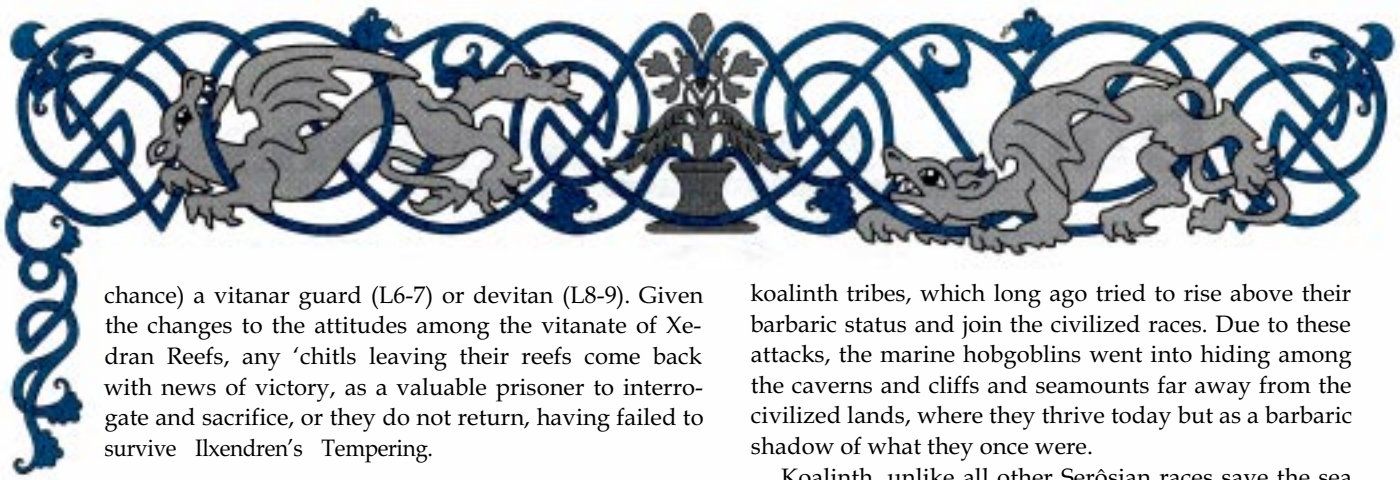 chance) a vitanar guard (L6-7) or devitan (L8-9). Given
the changes to the attitudes among the vitanate of Xe-
dran Reefs, any ‘chitls leaving their reefs come back
with news of victory, as a valuable prisoner to interro-
gate and sacrifice, or they do not return, having failed to
survive Ilxendren’s Tempering.
koalinth tribes, which long ago tried to rise above their
barbaric status and join the civilized races. Due to these
attacks, the marine hobgoblins went into hiding among
the caverns and cliffs and seamounts far away from the
civilized lands, where they thrive today but as a barbaric
shadow of what they once were.
Koalinth, unlike all other Serôsian races save the sea